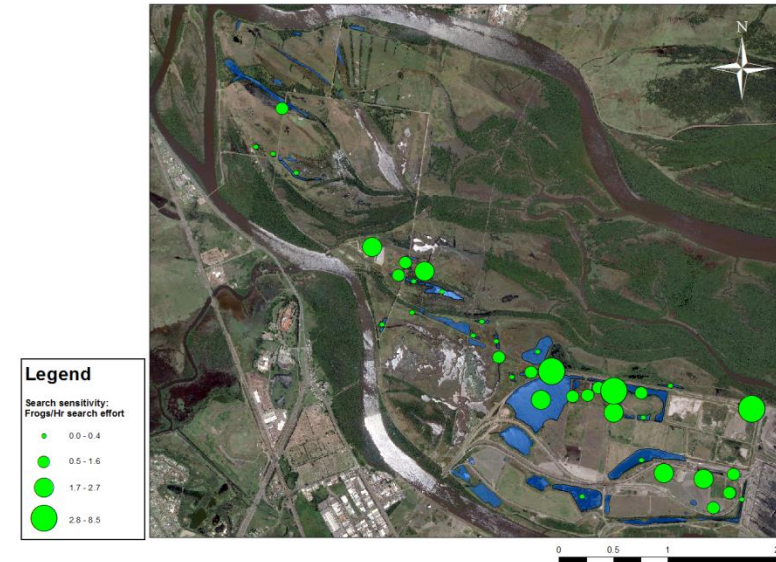 N
Legend
Search sensitivity:
Frogs/Hr search effort
0.0 - 0.4
0.5 - 1.6
1.7 - 2.7
2.8 - 8.5
0 0.5 1 2